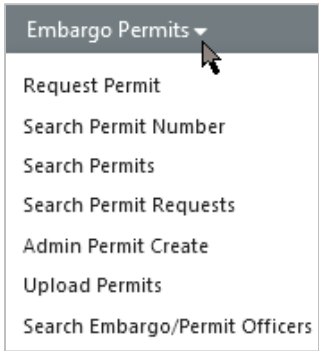 Embargo Permits
Request Permit
Search Permit Number
Search Permits
Search Permit Requests
Admin Permit Create
Upload Permits
Search Embargo/Permit Officers